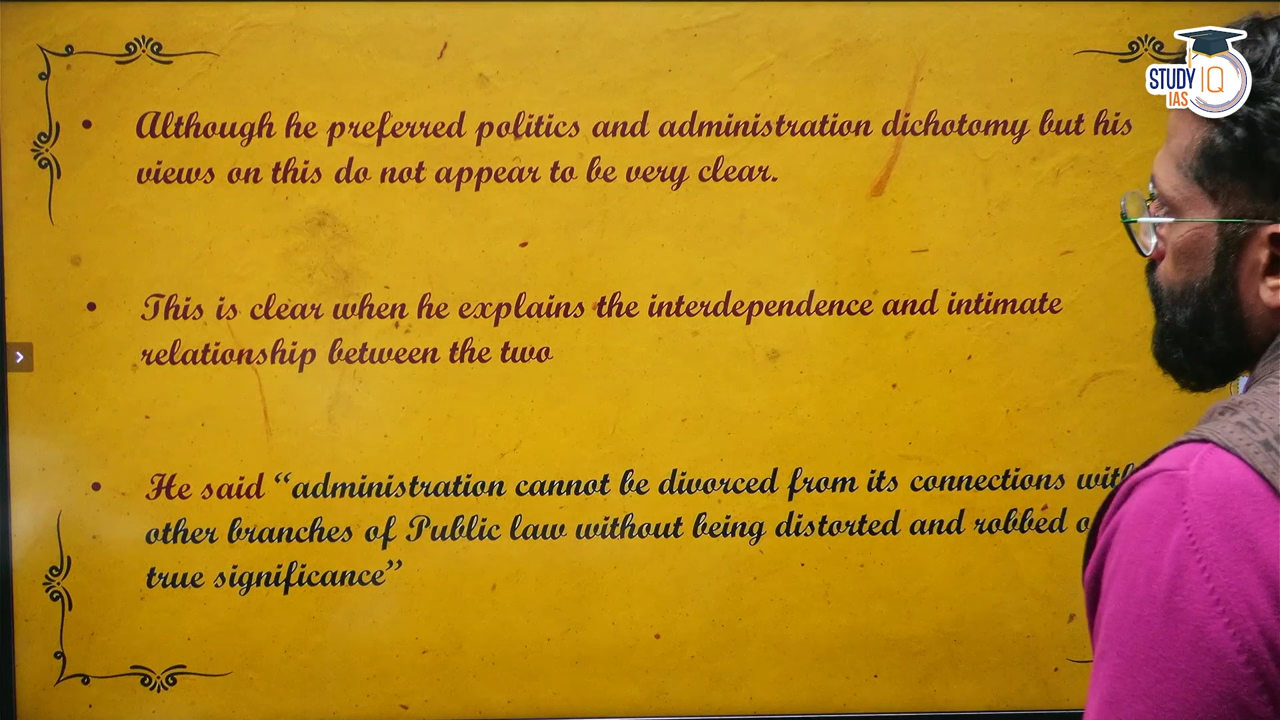 STUDY IQ
IAS
• Although he preferred politics and administration dichotomy but his
views on this do not appear to be very clear.
• This is clear when he explains the interdependence and intimate
relationship between the two
• He said “administration cannot be divorced from its connections with
other branches of Public law without being distorted and robbed
true significance”